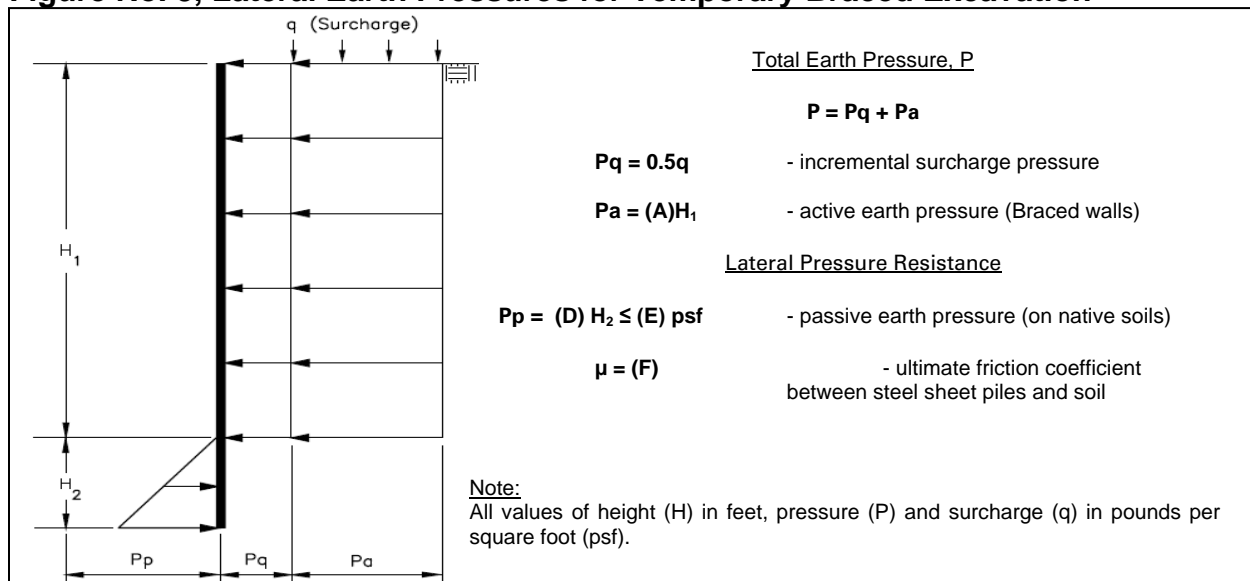 Figure No. 3, Lateral Earth Pressures for Temporary Braced Excavation
q (Surcharge)
Total Earth Pressure, P
P = Pq + Pa
Pq = 0.5q - incremental surcharge pressure
Pa = (A)H₁ - active earth pressure (Braced walls)
H₁
Lateral Pressure Resistance
Pp = (D) H₂ ≤ (E) psf - passive earth pressure (on native soils)
µ = (F) - ultimate friction coefficient
between steel sheet piles and soil
H₂
Note:
All values of height (H) in feet, pressure (P) and surcharge (q) in pounds per
square foot (psf).
Pp Pq Pa